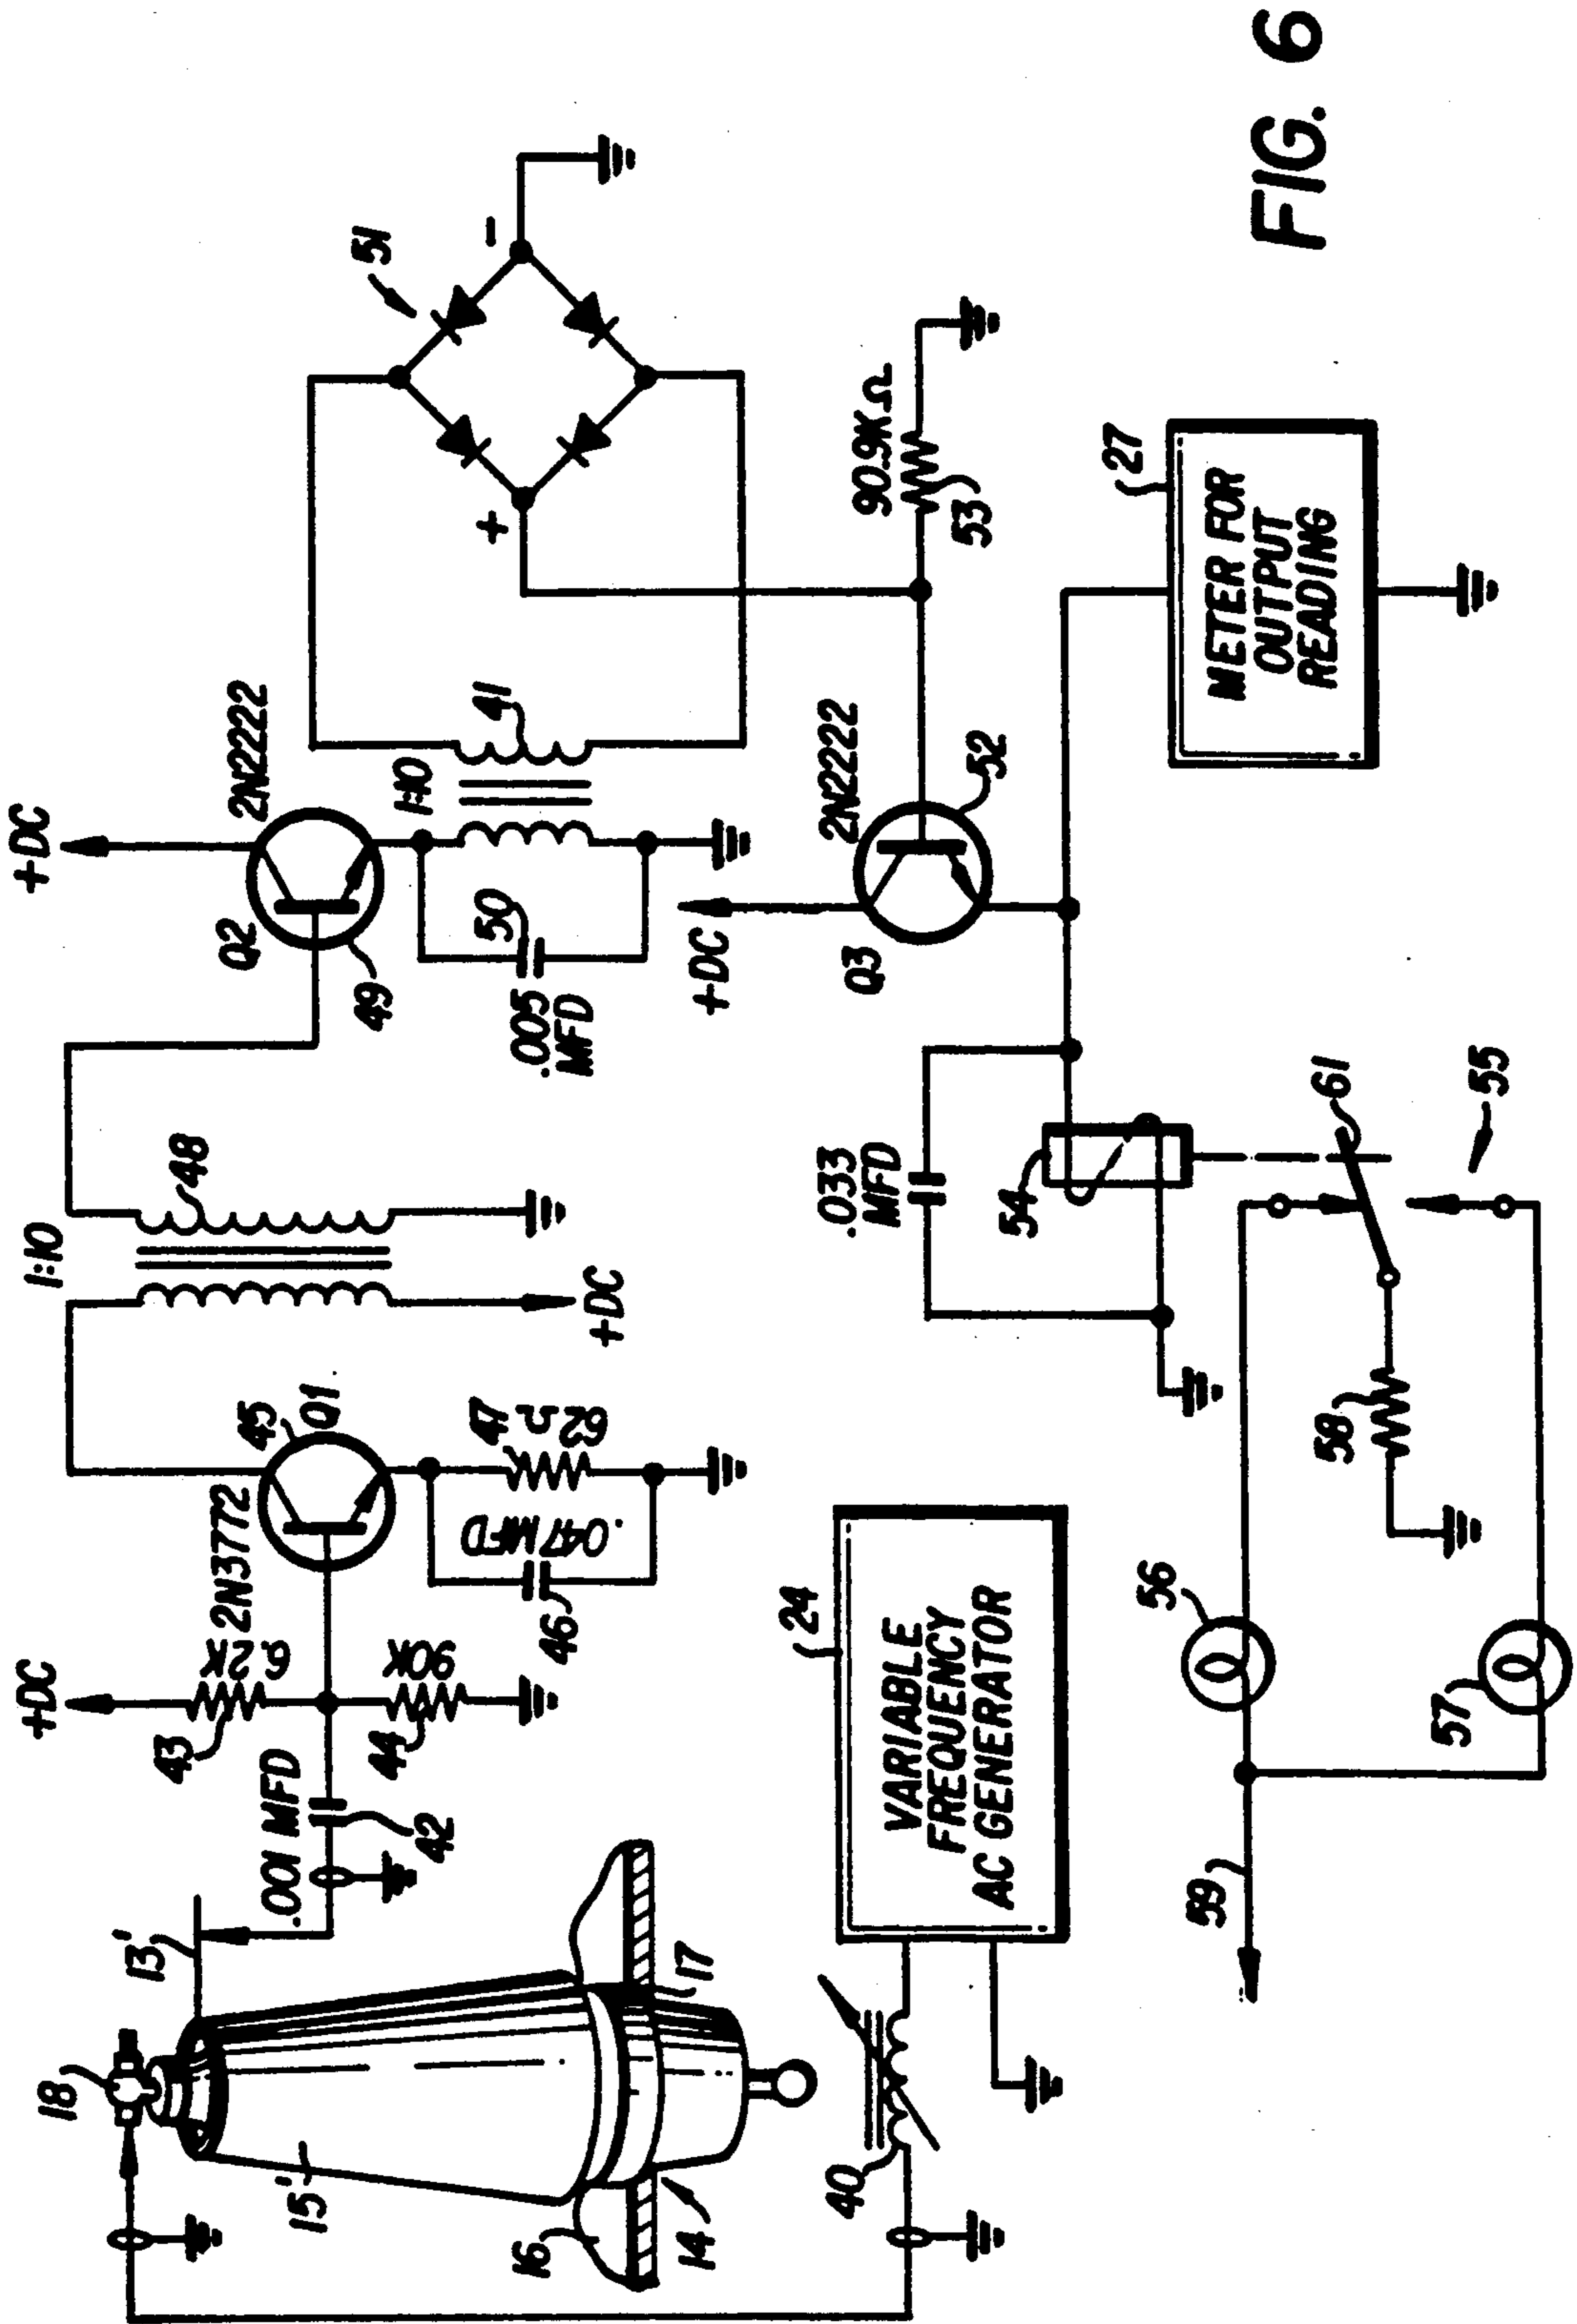 FIG. 6
18
13'
15'
16
14
17
.001 MFD
42
+DC
43
6.2K
44
90K
2N3772
45
Q1
46
.047 MFD
47
62 Ω
1:10
48
+DC
+DC
Q2
2N2222
49
50
.005
MFD
1:10
41
51
+
-
+DC
Q3
2N2222
52
90.9K Ω
53
METER FOR
OUTPUT
READING
27
.033
MFD
54
61
55
58
56
57
59
24
VARIABLE
FREQUENCY
AC GENERATOR
40